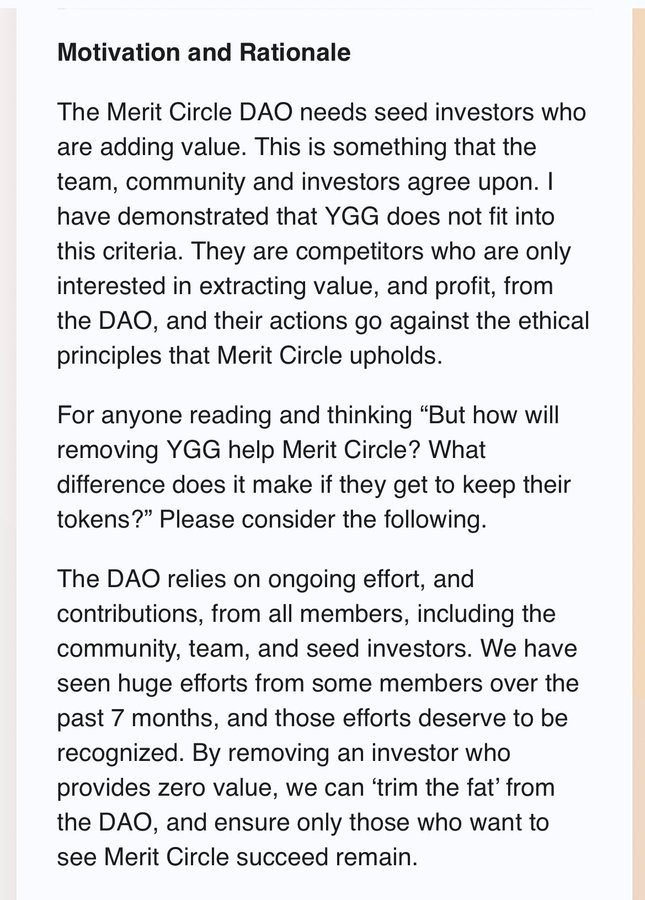 Motivation and Rationale
The Merit Circle DAO needs seed investors who
are adding value. This is something that the
team, community and investors agree upon. I
have demonstrated that YGG does not fit into
this criteria. They are competitors who are only
interested in extracting value, and profit, from
the DAO, and their actions go against the ethical
principles that Merit Circle upholds.
For anyone reading and thinking “But how will
removing YGG help Merit Circle? What
difference does it make if they get to keep their
tokens?” Please consider the following.
The DAO relies on ongoing effort, and
contributions, from all members, including the
community, team, and seed investors. We have
seen huge efforts from some members over the
past 7 months, and those efforts deserve to be
recognized. By removing an investor who
provides zero value, we can ‘trim the fat’ from
the DAO, and ensure only those who want to
see Merit Circle succeed remain.